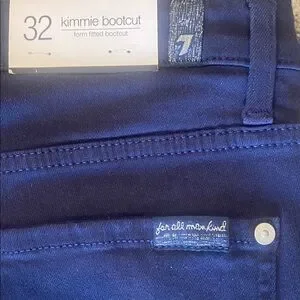 32 kimmie bootcut
form fitted bootcut
7
for all mankind